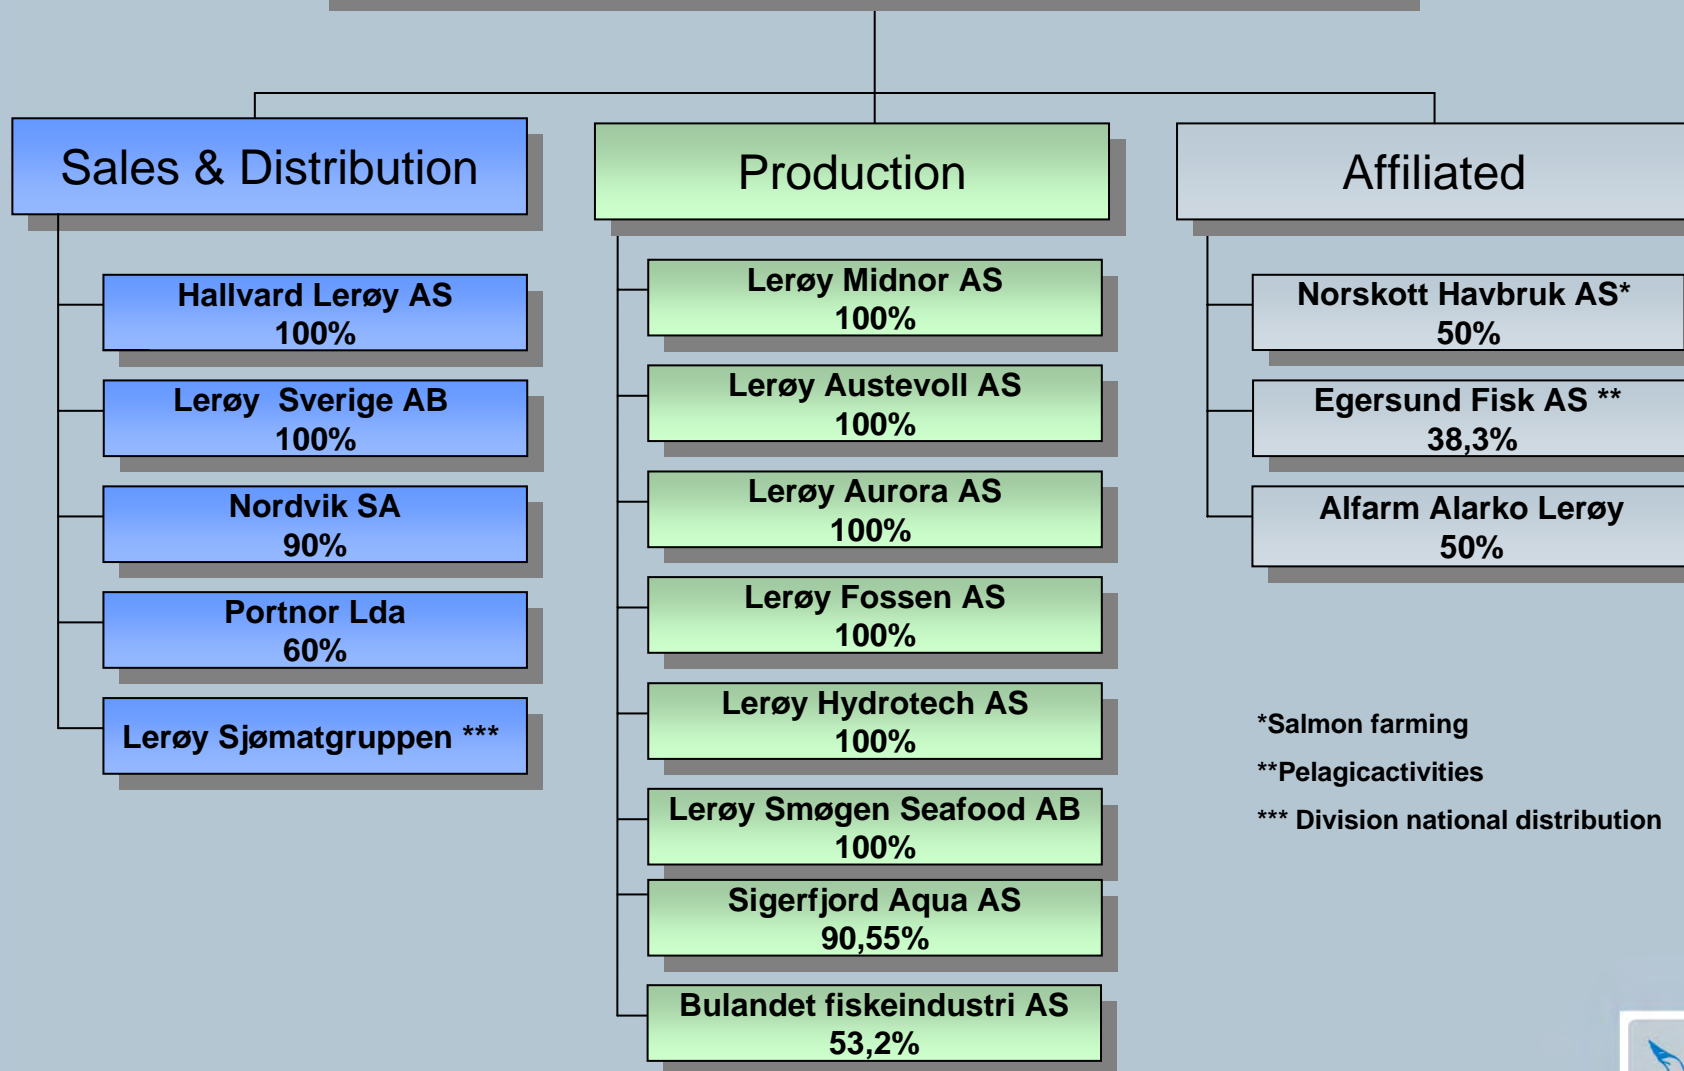 Sales & Distribution
Hallvard Lerøy AS
100%
Lerøy Sverige AB
100%
Nordvik SA
90%
Portnor Lda
60%
Lerøy Sjømatgruppen ***
Production
Lerøy Midnor AS
100%
Lerøy Austevoll AS
100%
Lerøy Aurora AS
100%
Lerøy Fossen AS
100%
Lerøy Hydrotech AS
100%
Lerøy Smøgen Seafood AB
100%
Sigerfjord Aqua AS
90,55%
Bulandet fiskeindustri AS
53,2%
Affiliated
Norskott Havbruk AS*
50%
Egersund Fisk AS **
38,3%
Alfarm Alarko Lerøy
50%
*Salmon farming
**Pelagicactivities
*** Division national distribution